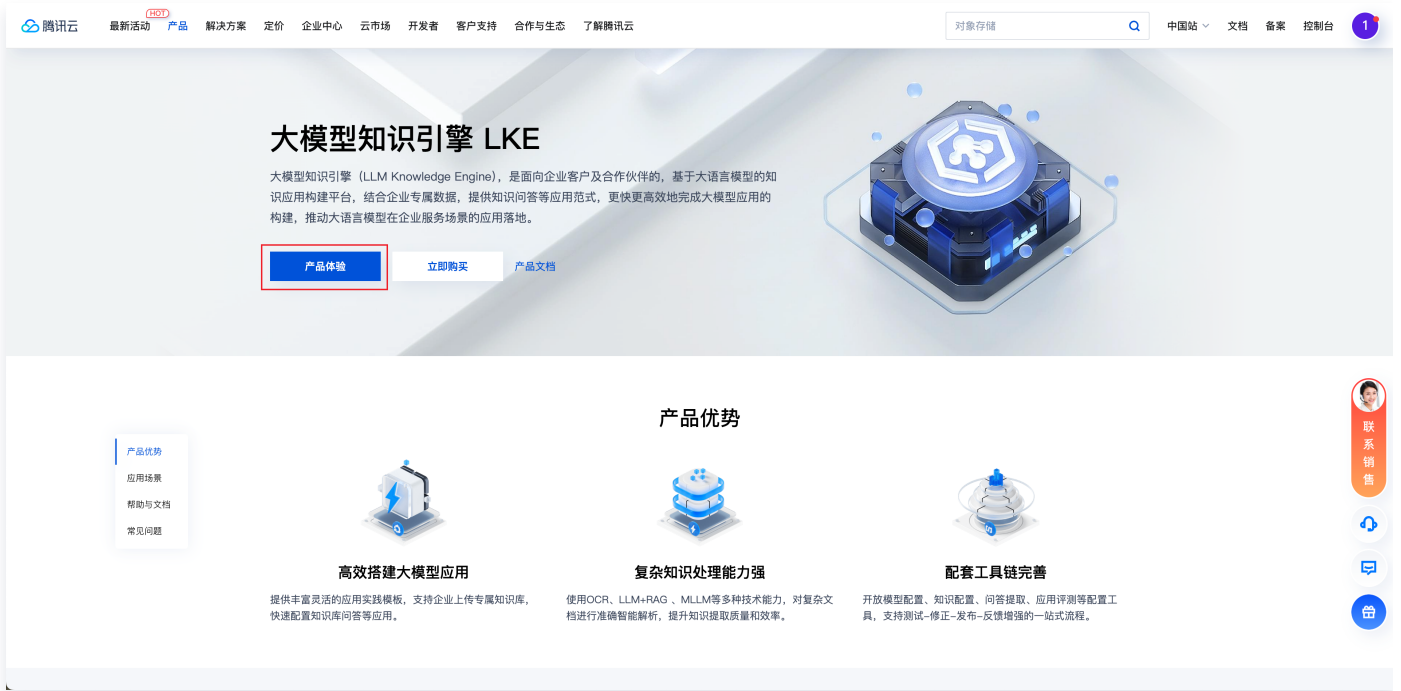 腾讯云
最新活动 HOT 产品 解决方案 定价 企业中心 云市场 开发者 客户支持 合作与生态 了解腾讯云 对象存储 中国站 文档 备案 控制台 1
大模型知识引擎 LKE
大模型知识引擎（LLM Knowledge Engine），是面向企业客户及合作伙伴的，基于大语言模型的知
识应用构建平台，结合企业专属数据，提供知识问答等应用范式，更快更高效地完成大模型应用的
构建，推动大语言模型在企业服务场景的应用落地。
产品体验 立即购买 产品文档
产品优势
产品优势
应用场景
帮助与文档
常见问题
高效搭建大模型应用
提供丰富灵活的应用实践模板，支持企业上传专属知识库，
快速配置知识库问答等应用。
复杂知识处理能力强
使用OCR、LLM+RAG 、MLLM等多种技术能力，对复杂文
档进行准确智能解析，提升知识提取质量和效率。
配套工具链完善
开放模型配置、知识配置、问答提取、应用评测等配置工
具，支持测试-修正-发布-反馈增强的一站式流程。
联
系
销
售